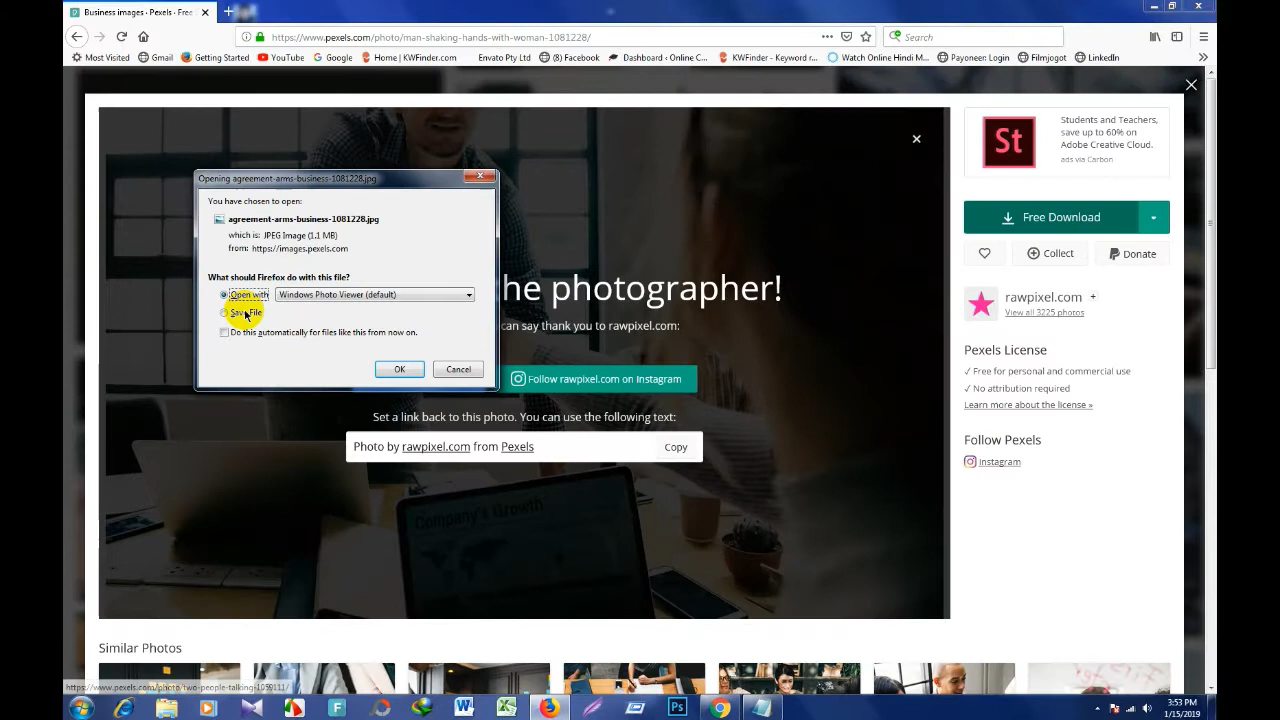 Business images · Pexels · Free
https://www.pexels.com/photo/man-shaking-hands-with-woman-1081228/
Search
Most Visited
Gmail
Getting Started
YouTube
Google
Home | KWFinder.com
Envato Pty Ltd
(8) Facebook
Dashboard ‹ Online C...
KWFinder - Keyword r...
Watch Online Hindi M...
Payoneer: Login
Filmjogot
LinkedIn
Opening agreement-arms-business-1081228.jpg
You have chosen to open:
agreement-arms-business-1081228.jpg
which is: JPEG Image (1.1 MB)
from: https://images.pexels.com
What should Firefox do with this file?
Open with
Windows Photo Viewer (default)
Save File
Do this automatically for files like this from now on.
OK
Cancel
he photographer!
can say thank you to rawpixel.com:
Follow rawpixel.com on Instagram
Set a link back to this photo. You can use the following text:
Photo by rawpixel.com from Pexels
Copy
Company's Growth
St
Students and Teachers,
save up to 60% on
Adobe Creative Cloud.
ads via Carbon
Free Download
Collect
Donate
rawpixel.com +
View all 3225 photos
Pexels License
✓ Free for personal and commercial use
✓ No attribution required
Learn more about the license »
Follow Pexels
Instagram
Similar Photos
https://www.pexels.com/photo/two-people-talking-1059117/
F
W
Ps
3:53 PM
1/15/2019